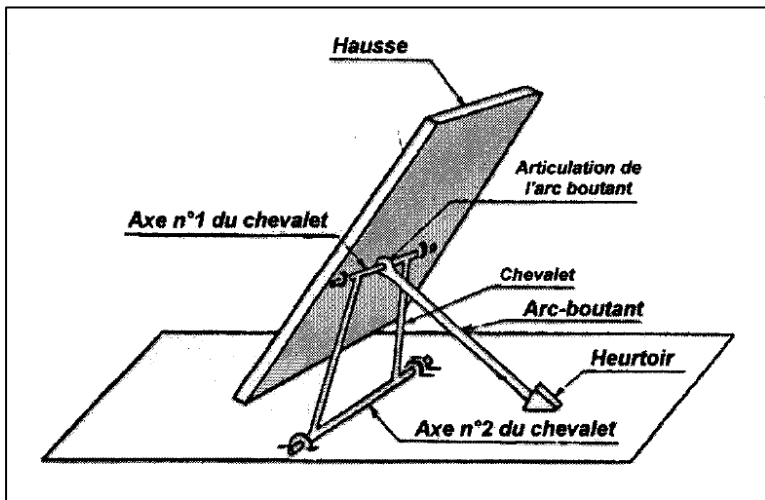 Hausse
Articulation de
l'arc boutant
Axe n°1 du chevalet
Chevalet
Arc-boutant
Heurtoir
Axe n°2 du chevalet